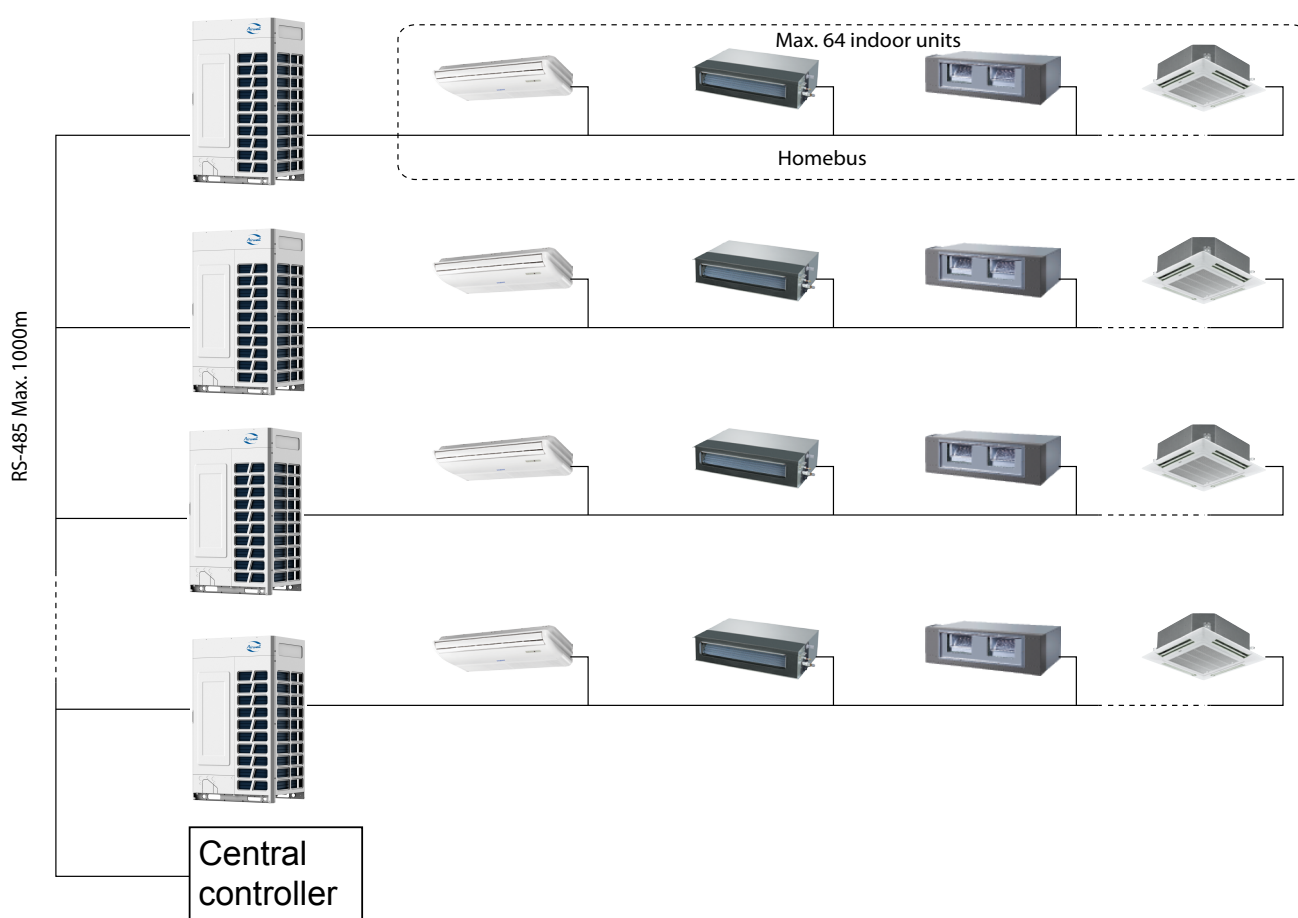 Max. 64 indoor units
Homebus
RS-485 Max. 1000m
Central
controller